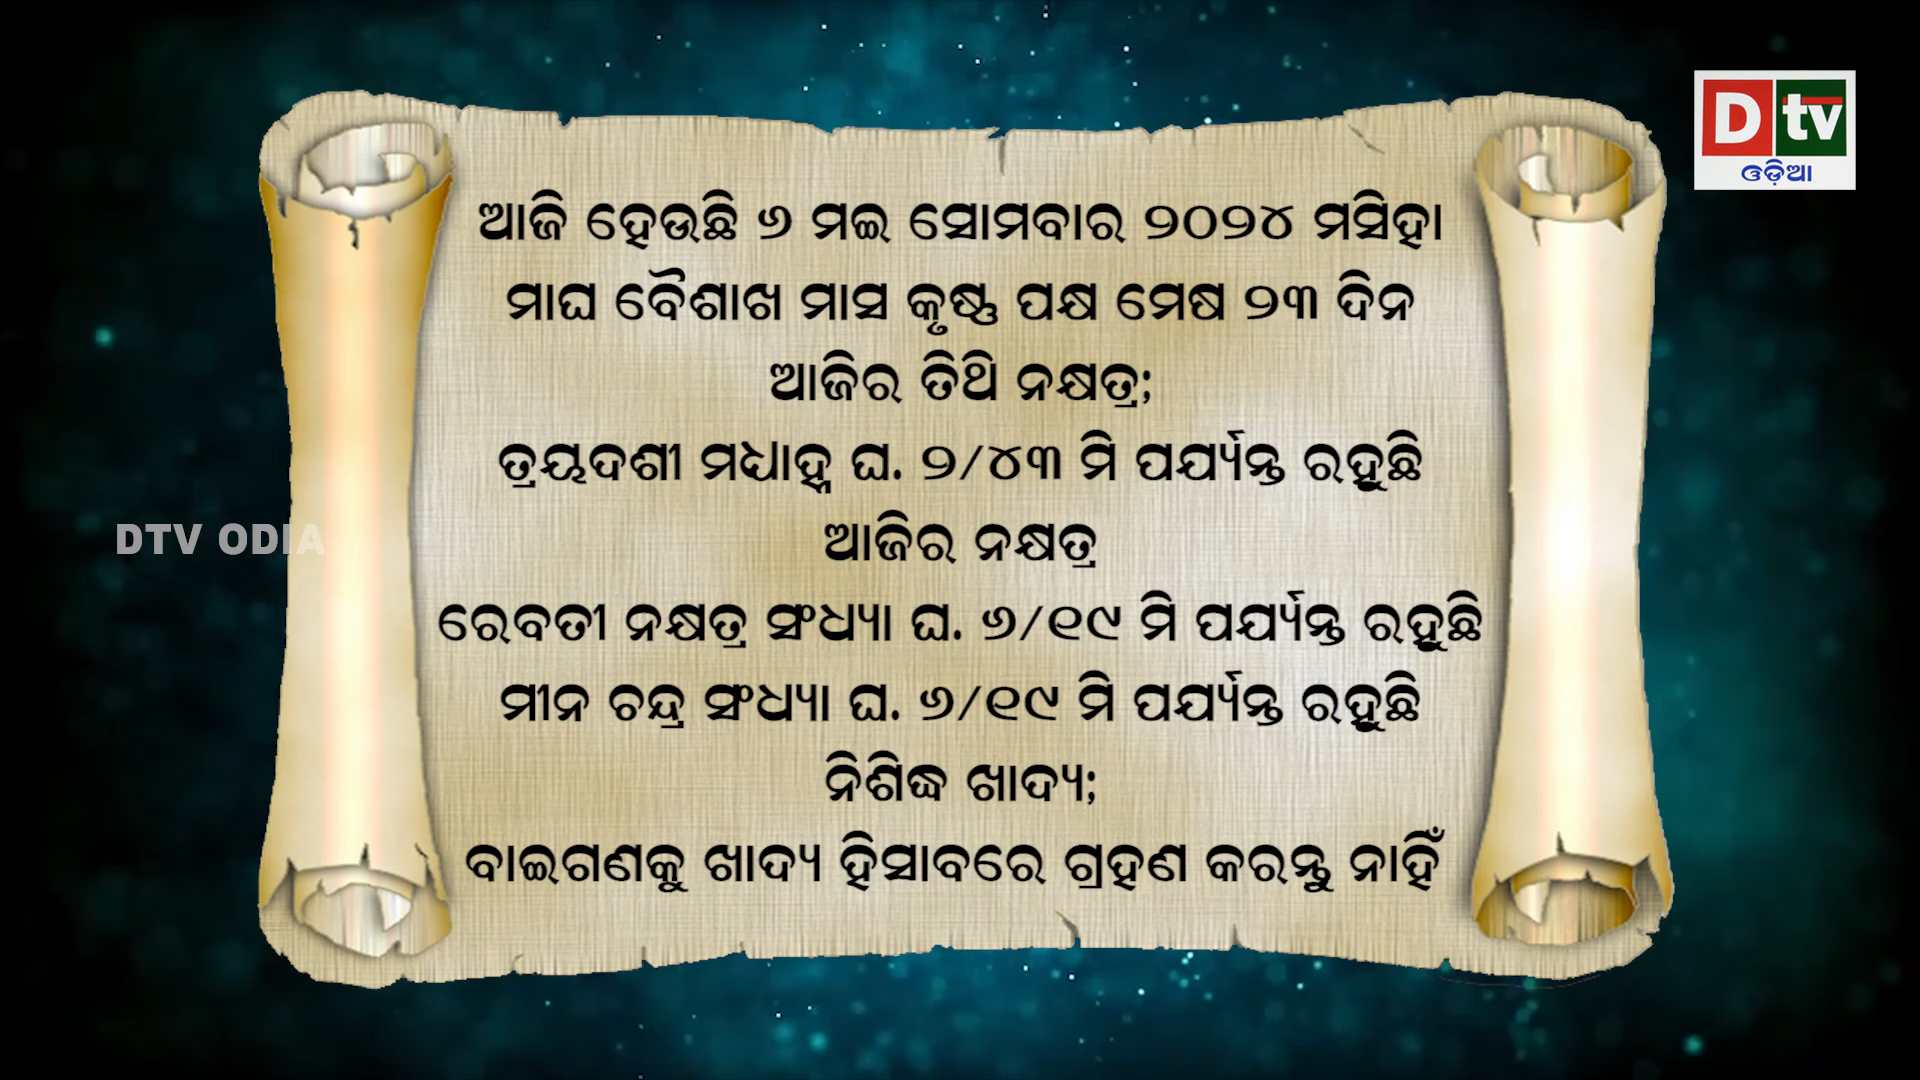 D tv
ଓଡ଼ିଆ
ଆଜି ହେଉଛି ୬ ମଇ ସୋମବାର ୨୦୨୪ ମସିହା
ମାଘ ବୈଶାଖ ମାସ କୃଷ୍ଣ ପକ୍ଷ ମେଷ ୨୩ ଦିନ
ଆଜିର ତିଥି ନକ୍ଷତ୍ର;
ତ୍ରୟଦଶୀ ମଧ୍ୟାହ୍ନ ଘ. ୨/୪୩ ମି ପର୍ଯ୍ୟନ୍ତ ରହୁଛି
DTV ODIA
ଆଜିର ନକ୍ଷତ୍ର
ରେବତୀ ନକ୍ଷତ୍ର ସଂଧ୍ୟା ଘ. ୬/୧୯ ମି ପର୍ଯ୍ୟନ୍ତ ରହୁଛି
ମୀନ ଚନ୍ଦ୍ର ସଂଧ୍ୟା ଘ. ୬/୧୯ ମି ପର୍ଯ୍ୟନ୍ତ ରହୁଛି
ନିଶିଦ୍ଧ ଖାଦ୍ୟ;
ବାଇଗଣକୁ ଖାଦ୍ୟ ହିସାବରେ ଗ୍ରହଣ କରନ୍ତୁ ନାହିଁ